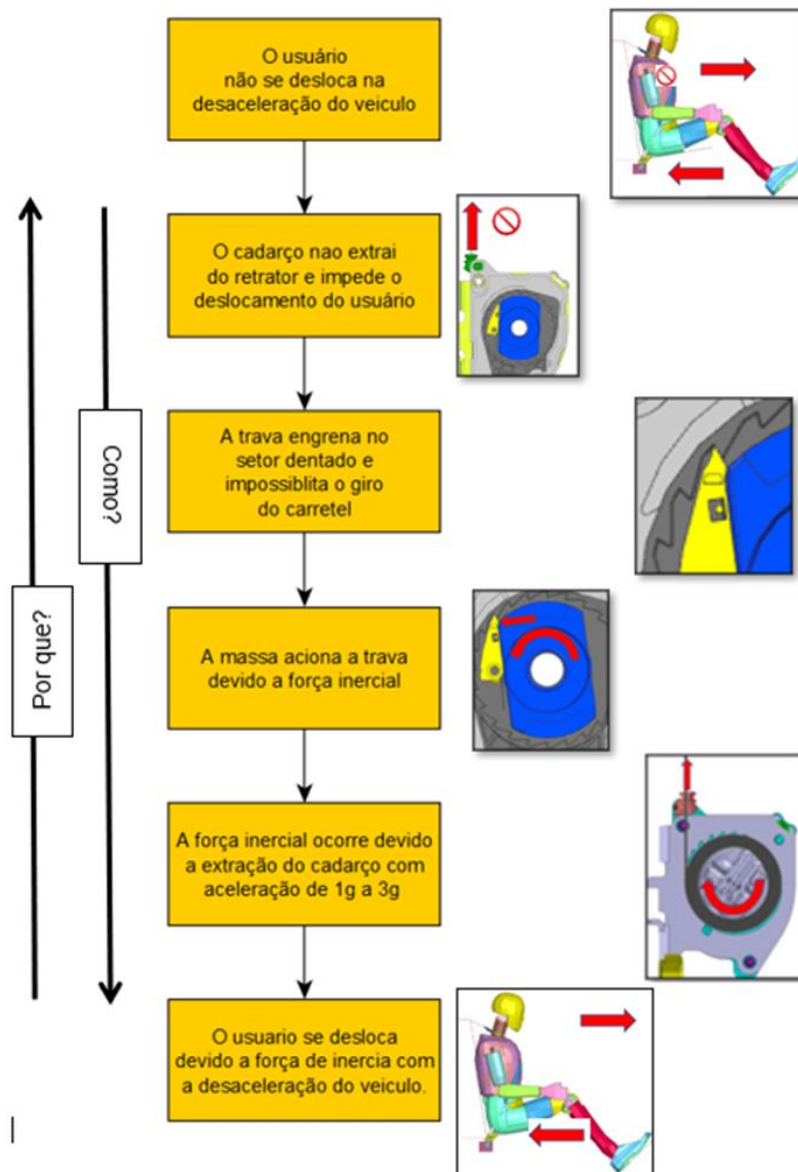 O usuário
não se desloca na
desaceleração do veiculo
O cadarço nao extrai
do retrator e impede o
deslocamento do usuário
A trava engrena no
setor dentado e
impossiblita o giro
do carretel
Como?
Por que?
A massa aciona a trava
devido a força inercial
A força inercial ocorre devido
a extração do cadarço com
aceleração de 1g a 3g
O usuario se desloca
devido a força de inercia com
a desaceleração do veiculo.